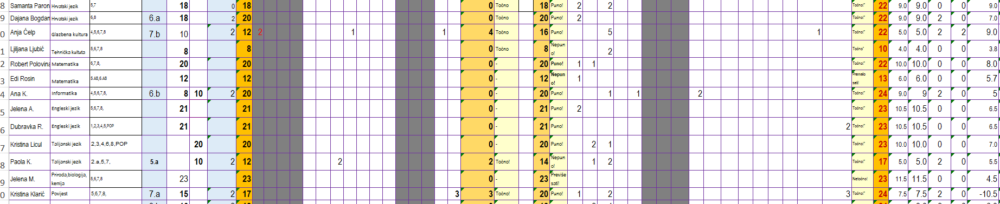 8 Samanta Paron Hrvatski jezik 5,7 18 0 18 0 Točno 18 Puno! 2 2 Točno!" 22 9.0 9.0 0 0 9.0
9 Dajana Bogdan Hrvatski jezik 6,8 6.a 18 2 20 0 Točno 20 Puno! 2 Točno!" 22 9.0 9.0 2 0 7.0
0 Anja Čelp Glazbena kultura 4,5,6,7,8 7.b 10 2 12 2 1 1 4 Točno 16 Puno! 5 1 Točno!" 22 5.0 5.0 2 2 9.0
1 Ljiljana Ljubić Tehnička kultuta 5,6,7,8 8 8 0 Točno 8 Nepuno! 2 Točno" 10 4.0 4.0 0 0 3.8
2 Robert Polovina Matematika 6,7,8, 20 20 0 - 20 Puno! 1 1 Točno!" 22 10.0 10.0 0 0 8.0
3 Edi Rosin Matematika 5.AB,6.AB 12 12 0 - 12 Nepuno! 1 Premalo sati! 13 6.0 6.0 0 0 5.7
4 Ana K. Informatika 4,5,6,7,8, 6.b 8 10 2 20 0 - 20 Puno! 1 1 2 Točno!" 24 9.0 9 2 0 5
5 Jelena A. Engleski jezik 5,6,7,8, 21 21 0 - 21 Puno! 2 Točno!" 23 10.5 10.5 0 0 6.5
6 Dubravka R. Engleski jezik 1,2,3,4,5,POP 21 21 0 - 21 Puno! 2 Točno!" 23 10.5 10.5 0 0 6.5
7 Kristina Licul Talijanski jezik 2,3,4,6,8,POP 20 20 0 - 20 Puno! 2 1 Točno!" 23 10.0 10.0 0 0 7.0
8 Paola K. Talijanski jezik 2.a,5,7, 5.a 10 2 12 2 2 Točno! 14 Nepuno! 1 2 Točno!" 17 5.0 5.0 2 0 5.5
9 Jelena M. Priroda,biologija, kemija 5,6,7,8 23 23 0 - 23 Previše sati! Netočno! 23 11.5 11.5 0 0 4.5
0 Kristina Klarić Povijest 5,6,7,8, 7.a 15 2 17 3 3 Točno! 20 Puno! 1 2 3 Točno!" 24 7.5 7.5 2 0 -10.5